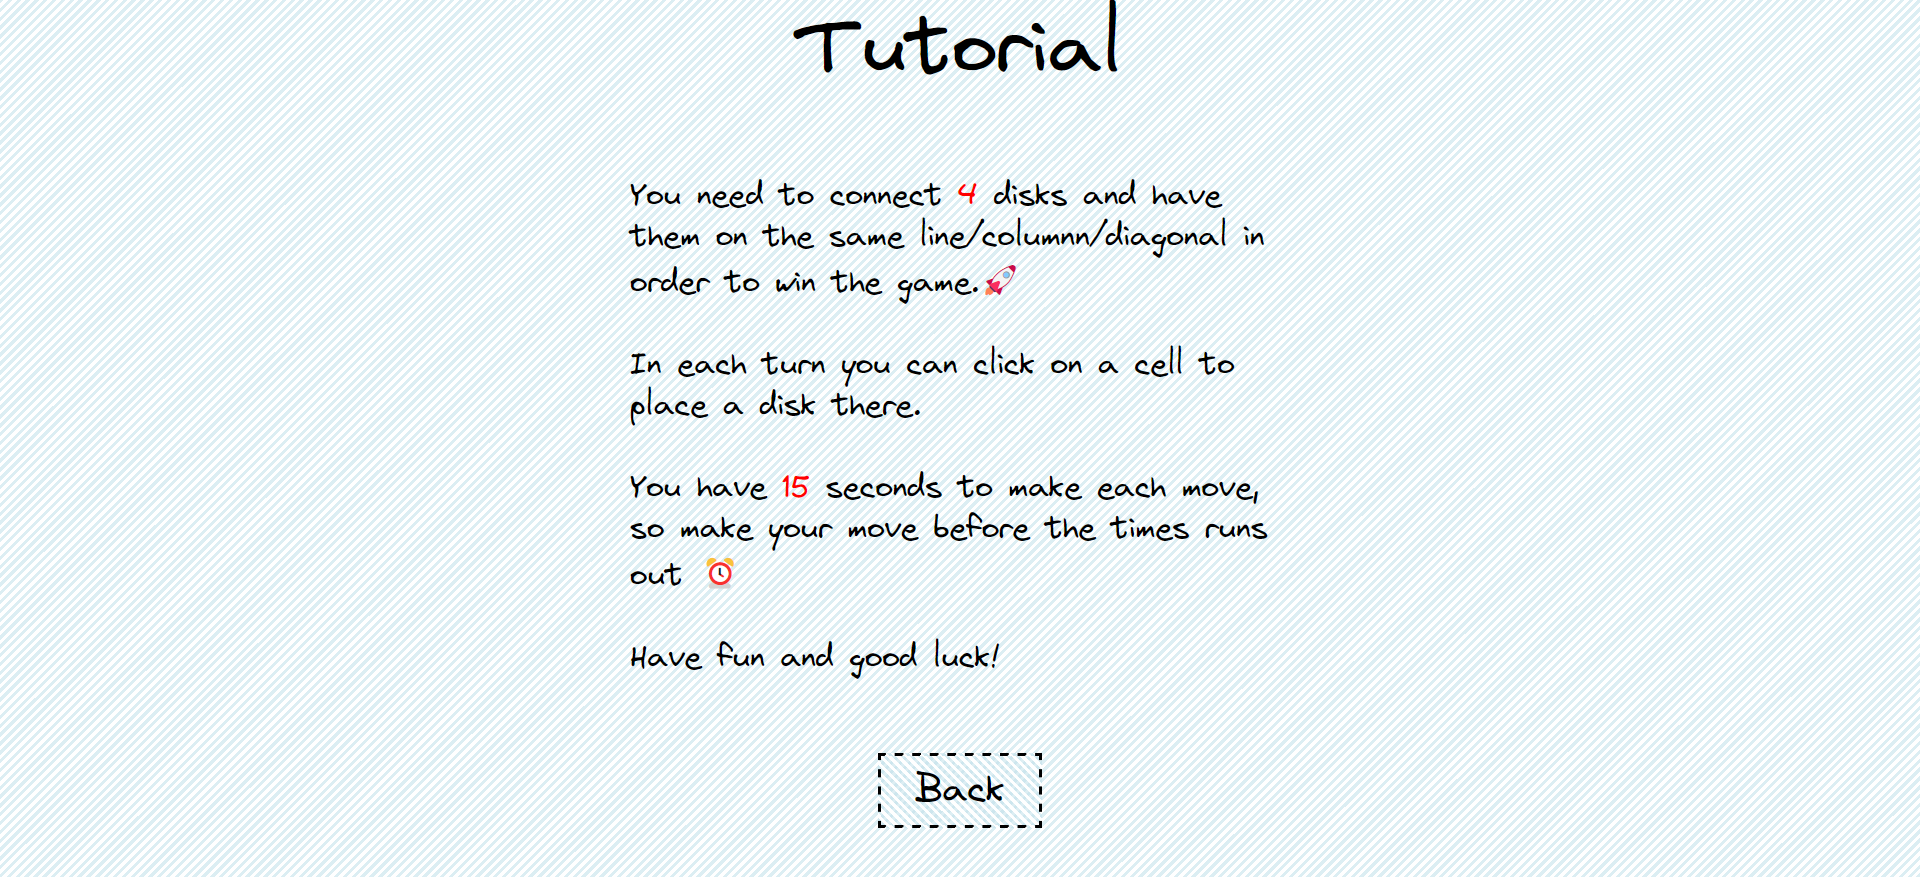 Tutorial
You need to connect 4 disks and have
them on the same line/columnn/diagonal in
order to win the game.🚀
In each turn you can click on a cell to
place a disk there.
You have 15 seconds to make each move,
so make your move before the times runs
out ⏰
Have fun and good luck!
Back